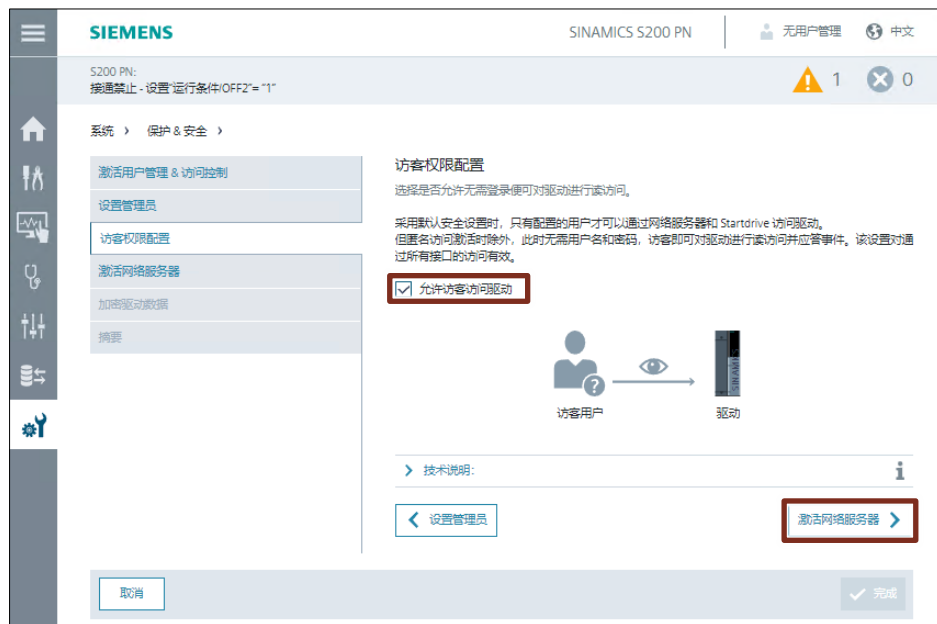 SIEMENS
SINAMICS S200 PN
无用户管理
中文
S200 PN:
接通禁止 - 设置"运行条件/OFF2"= "1"
1
0
系统 › 保护 & 安全 ›
激活用户管理 & 访问控制
设置管理员
访客权限配置
激活网络服务器
加密驱动数据
摘要
访客权限配置
选择是否允许无需登录便可对驱动进行读访问。
采用默认安全设置时，只有配置的用户才可以通过网络服务器和 Startdrive 访问驱动。
但匿名访问激活时除外，此时无需用户名和密码，访客即可对驱动进行读访问并应答事件。该设置对通
过所有接口的访问有效。
允许访客访问驱动
SINAMICS
?
访客用户
驱动
技术说明:
i
设置管理员
激活网络服务器
取消
完成